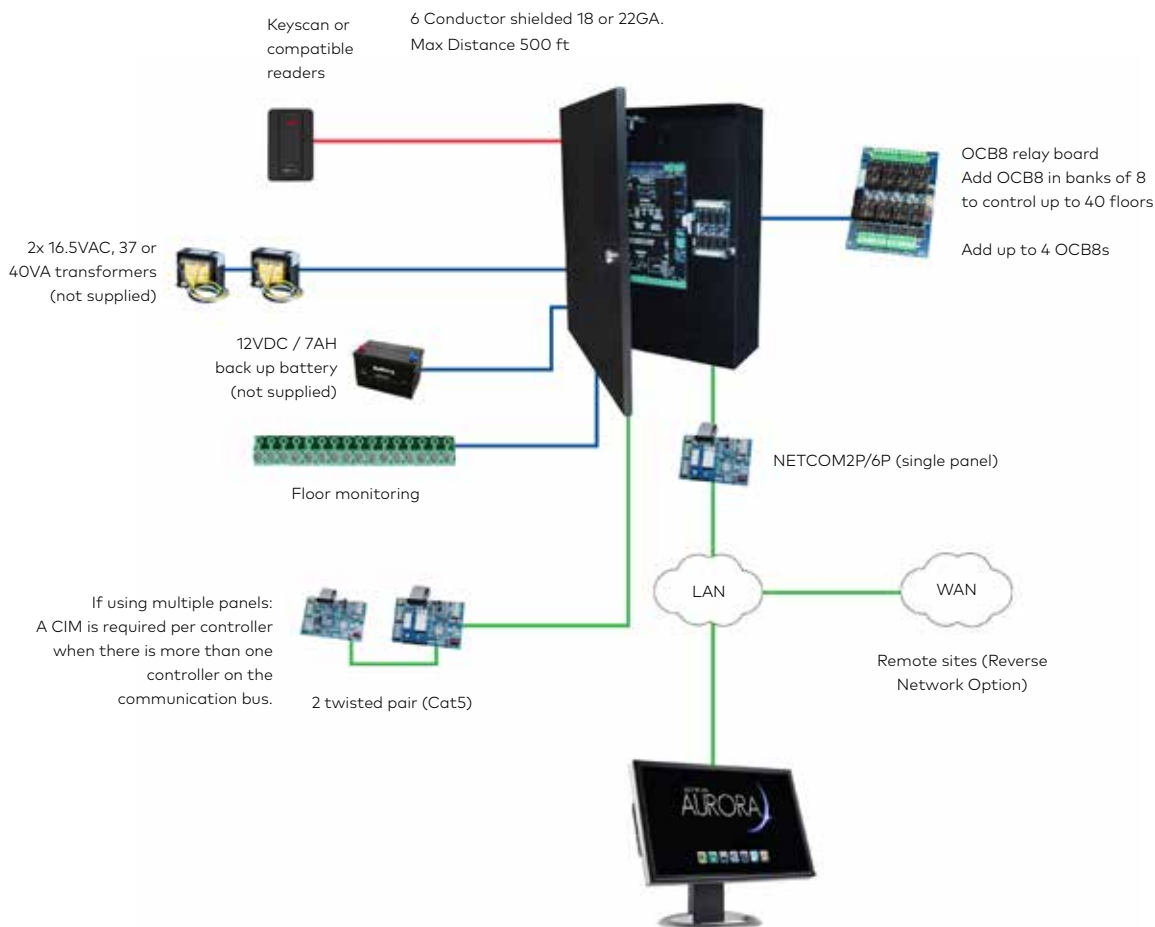 Keyscan or
compatible
readers
6 Conductor shielded 18 or 22GA.
Max Distance 500 ft
OCB8 relay board
Add OCB8 in banks of 8
to control up to 40 floors
Add up to 4 OCB8s
2x 16.5VAC, 37 or
40VA transformers
(not supplied)
12VDC / 7AH
back up battery
(not supplied)
Floor monitoring
NETCOM2P/6P (single panel)
LAN
WAN
If using multiple panels:
A CIM is required per controller
when there is more than one
controller on the
communication bus.
2 twisted pair (Cat5)
Remote sites (Reverse
Network Option)
AURORA